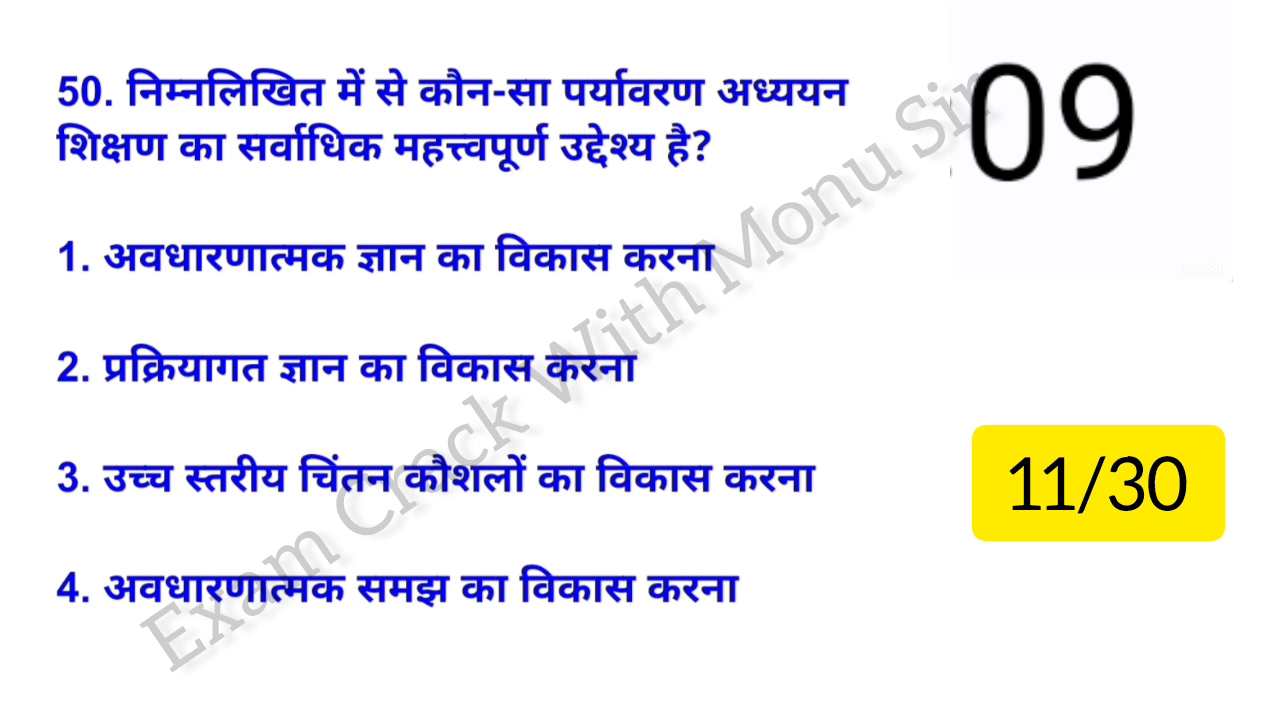 50. निम्नलिखित में से कौन-सा पर्यावरण अध्ययन
शिक्षण का सर्वाधिक महत्त्वपूर्ण उद्देश्य है?
09
1. अवधारणात्मक ज्ञान का विकास करना
2. प्रक्रियागत ज्ञान का विकास करना
3. उच्च स्तरीय चिंतन कौशलों का विकास करना
11/30
4. अवधारणात्मक समझ का विकास करना
Exam Crack With Monu Sir